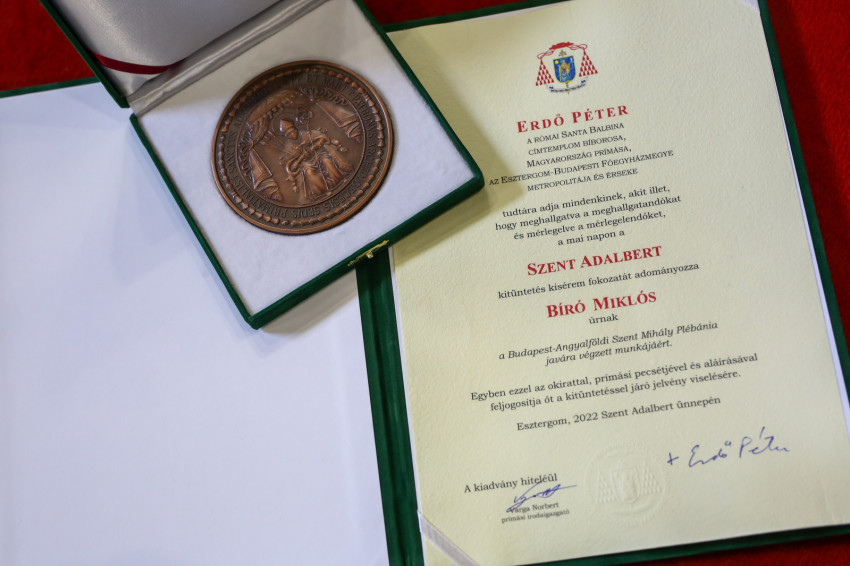 ERDŐ PÉTER
A RÓMAI SANTA BALBINA
CÍMTEMPLOM BÍBOROSA,
MAGYARORSZÁG PRÍMÁSA,
AZ ESZTERGOM-BUDAPESTI FŐEGYHÁZMEGYE
METROPOLITÁJA ÉS ÉRSEKE
tudtára adja mindenkinek, akit illet,
hogy meghallgatva a meghallgatandókat
és mérlegelve a mérlegelendőket,
a mai napon a
SZENT ADALBERT
kitüntetés kísérem fokozatát adományozza
BÍRÓ MIKLÓS
úrnak
a Budapest-Angyalföldi Szent Mihály Plébánia
javára végzett munkájáért.
Egyben ezzel az okirattal, prímási pecsétjével és aláírásával
feljogosítja őt a kitüntetéssel járó jelvény viselésére.
Esztergom, 2022 Szent Adalbert ünnepén
+ Erdő Péter
A kiadvány hiteléül
Varga Norbert
prímási irodaigazgató